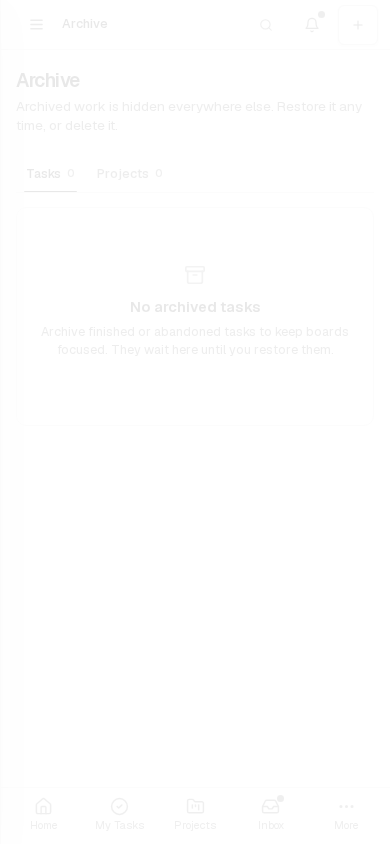 Archive
Archive
Archived work is hidden everywhere else. Restore it any
time, or delete it.
Tasks 0 Projects 0
No archived tasks
Archive finished or abandoned tasks to keep boards
focused. They wait here until you restore them.
Home My Tasks Projects Inbox More